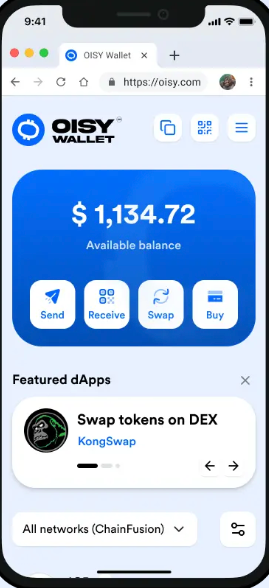 9:41
OISY Wallet
https://oisy.com
OISY
WALLET
$ 1,134.72
Available balance
Send
Receive
Swap
Buy
Featured dApps
Swap tokens on DEX
KongSwap
All networks (ChainFusion)